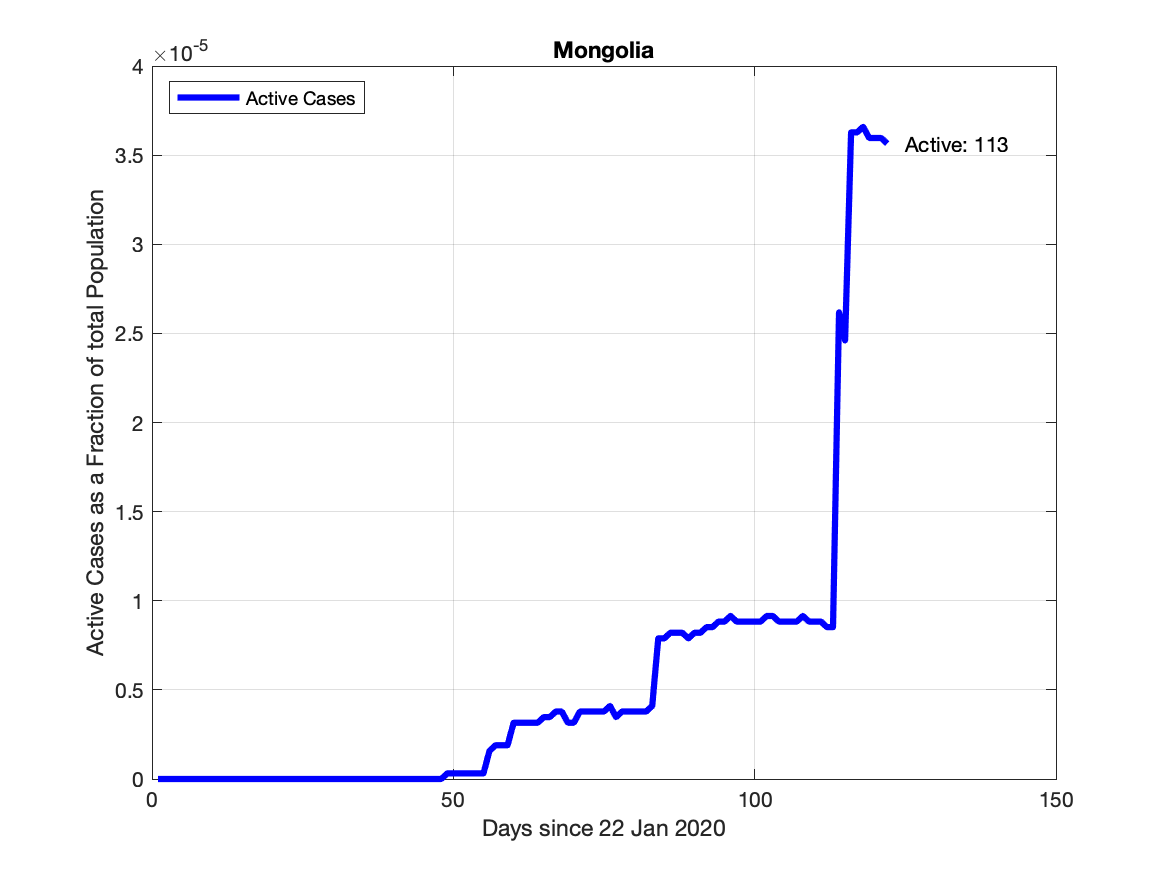 Mongolia
×10-5
Active Cases
Active: 113
4
3.5
3
2.5
2
1.5
1
0.5
0
Active Cases as a Fraction of total Population
0 50 100 150
Days since 22 Jan 2020